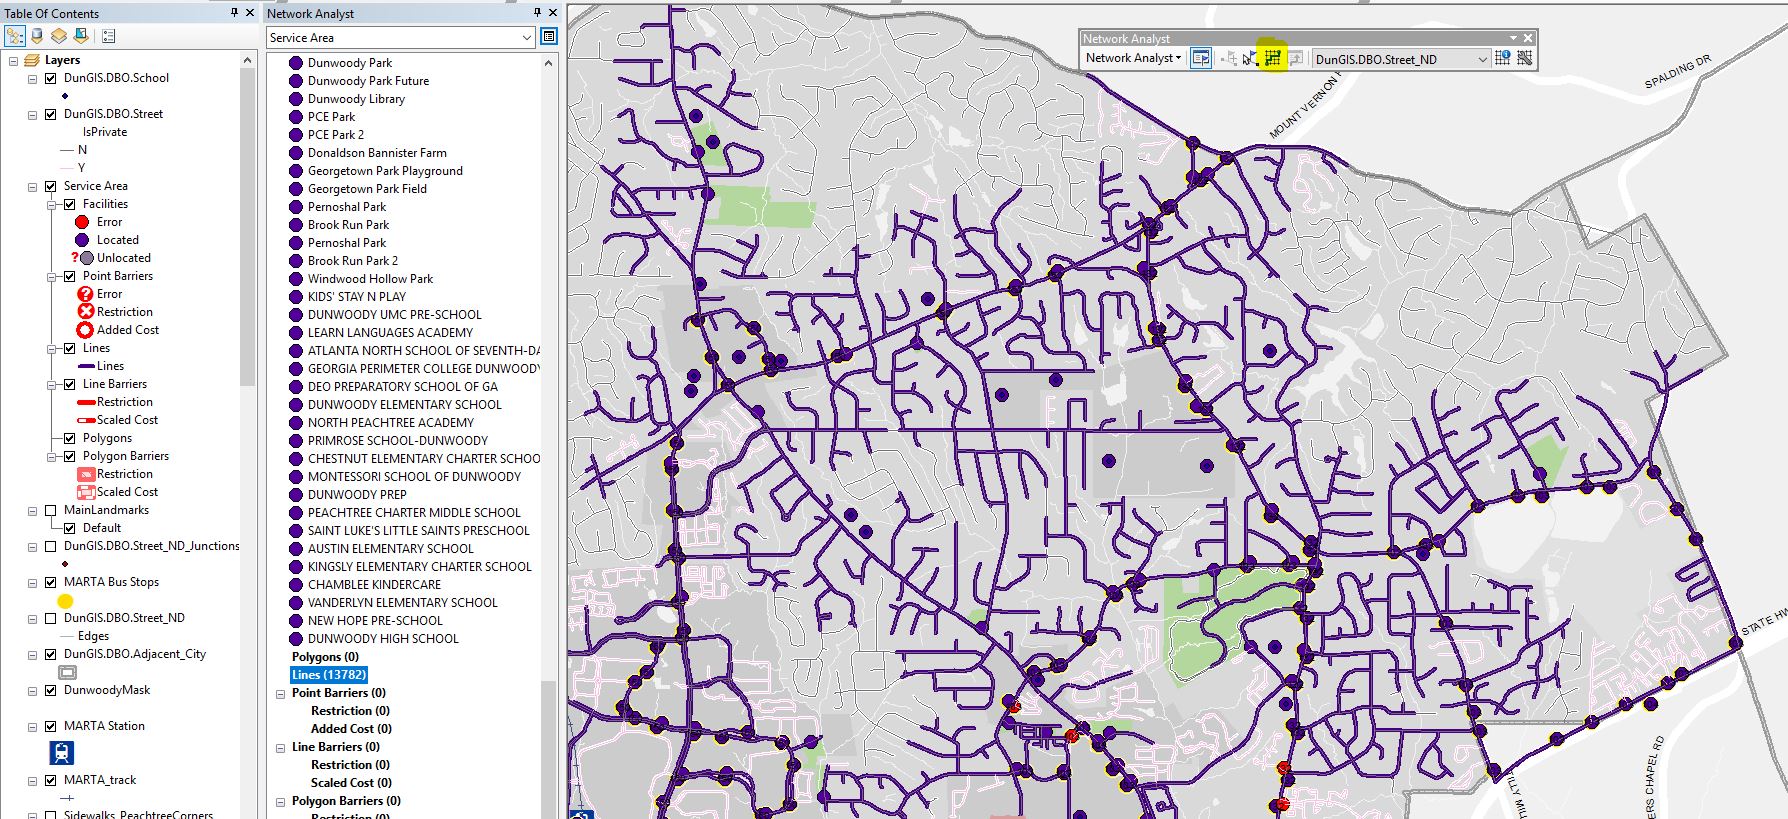 Table Of Contents
Layers
DunGIS.DBO.School
DunGIS.DBO.Street
IsPrivate
N
Y
Service Area
Facilities
Error
Located
Unlocated
Point Barriers
Error
Restriction
Added Cost
Lines
Lines
Line Barriers
Restriction
Scaled Cost
Polygons
Polygon Barriers
Restriction
Scaled Cost
MainLandmarks
Default
DunGIS.DBO.Street_ND_Junctions
MARTA Bus Stops
DunGIS.DBO.Street_ND
Edges
DunGIS.DBO.Adjacent_City
DunwoodyMask
MARTA Station
MARTA_track
Sidewalks_PeachtreeCorners
Network Analyst
Service Area
Dunwoody Park
Dunwoody Park Future
Dunwoody Library
PCE Park
PCE Park 2
Donaldson Bannister Farm
Georgetown Park Playground
Georgetown Park Field
Pernoshal Park
Brook Run Park
Pernoshal Park
Brook Run Park 2
Windwood Hollow Park
KIDS' STAY N PLAY
DUNWOODY UMC PRE-SCHOOL
LEARN LANGUAGES ACADEMY
ATLANTA NORTH SCHOOL OF SEVENTH-DA
GEORGIA PERIMETER COLLEGE DUNWOODY
DEO PREPARATORY SCHOOL OF GA
DUNWOODY ELEMENTARY SCHOOL
NORTH PEACHTREE ACADEMY
PRIMROSE SCHOOL-DUNWOODY
CHESTNUT ELEMENTARY CHARTER SCHOO
MONTESSORI SCHOOL OF DUNWOODY
DUNWOODY PREP
PEACHTREE CHARTER MIDDLE SCHOOL
SAINT LUKE'S LITTLE SAINTS PRESCHOOL
AUSTIN ELEMENTARY SCHOOL
KINGSLY ELEMENTARY CHARTER SCHOOL
CHAMBLEE KINDERCARE
VANDERLYN ELEMENTARY SCHOOL
NEW HOPE PRE-SCHOOL
DUNWOODY HIGH SCHOOL
Polygons (0)
Lines (13782)
Point Barriers (0)
Restriction (0)
Added Cost (0)
Line Barriers (0)
Restriction (0)
Scaled Cost (0)
Polygon Barriers (0)
Restriction (0)
Network Analyst
Network Analyst
DunGIS.DBO.Street_ND
SPALDING DR
MOUNT VERNON
STATE HW
TILLY MILL
ERS CHAPEL RD